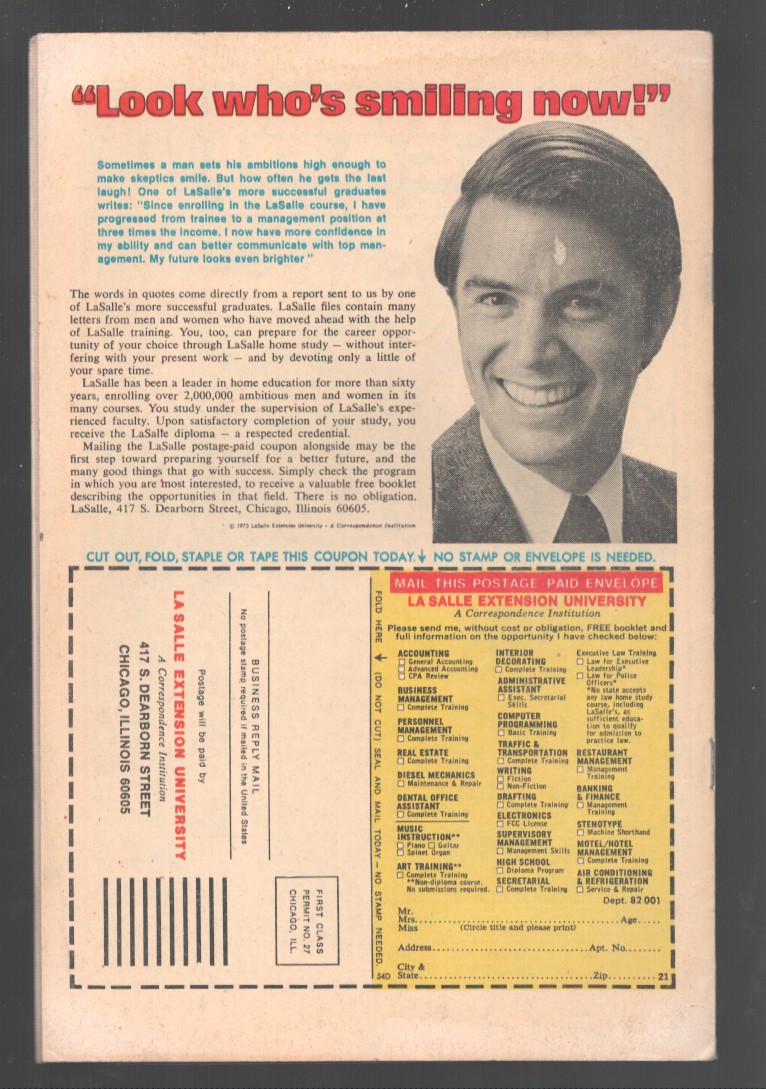 “Look who’s smiling now!”
Sometimes a man sets his ambitions high enough to
make skeptics smile. But how often he gets the last
laugh! One of LaSalle's more successful graduates
writes: "Since enrolling in the LaSalle course, I have
progressed from trainee to a management position at
three times the income. I now have more confidence in
my ability and can better communicate with top man-
agement. My future looks even brighter "
The words in quotes come directly from a report sent to us by one
of LaSalle's more successful graduates. LaSalle files contain many
letters from men and women who have moved ahead with the help
of LaSalle training. You, too, can prepare for the career oppor-
tunity of your choice through LaSalle home study — without inter-
fering with your present work — and by devoting only a little of
your spare time.
LaSalle has been a leader in home education for more than sixty
years, enrolling over 2,000,000 ambitious men and women in its
many courses. You study under the supervision of LaSalle's expe-
rienced faculty. Upon satisfactory completion of your study, you
receive the LaSalle diploma — a respected credential.
Mailing the LaSalle postage-paid coupon alongside may be the
first step toward preparing yourself for a better future, and the
many good things that go with success. Simply check the program
in which you are most interested, to receive a valuable free booklet
describing the opportunities in that field. There is no obligation.
LaSalle, 417 S. Dearborn Street, Chicago, Illinois 60605.
© 1973 LaSalle Extension University • A Correspondence Institution
CUT OUT, FOLD, STAPLE OR TAPE THIS COUPON TODAY. NO STAMP OR ENVELOPE IS NEEDED.
FIRST CLASS
PERMIT NO. 27
CHICAGO, ILL.
BUSINESS REPLY MAIL
No postage stamp required if mailed in the United States
Postage will be paid by
LA SALLE EXTENSION UNIVERSITY
A Correspondence Institution
417 S. DEARBORN STREET
CHICAGO, ILLINOIS 60605
FOLD HERE (DO NOT CUT) SEAL AND MAIL TODAY — NO STAMP NEEDED.
MAIL THIS POSTAGE-PAID ENVELOPE
LA SALLE EXTENSION UNIVERSITY
A Correspondence Institution
Please send me, without cost or obligation, FREE booklet and
full information on the opportunity I have checked below:
ACCOUNTING
General Accounting
Advanced Accounting
CPA Review
BUSINESS
MANAGEMENT
Complete Training
PERSONNEL
MANAGEMENT
Complete Training
REAL ESTATE
Complete Training
DIESEL MECHANICS
Maintenance & Repair
DENTAL OFFICE
ASSISTANT
Complete Training
MUSIC
INSTRUCTION**
Piano Guitar
Spinet Organ
ART TRAINING**
Complete Training
**Non-diploma course.
No submissions required.
INTERIOR
DECORATING
Complete Training
ADMINISTRATIVE
ASSISTANT
Exec. Secretarial
Skills
COMPUTER
PROGRAMMING
Basic Training
TRAFFIC &
TRANSPORTATION
Complete Training
WRITING
Fiction
Non-Fiction
DRAFTING
Complete Training
ELECTRONICS
FCC License
SUPERVISORY
MANAGEMENT
Management Skills
HIGH SCHOOL
Diploma Program
SECRETARIAL
Complete Training
Executive Law Training
Law for Executive
Leadership*
Law for Police
Officers*
*No state accepts
any law home study
course, including
LaSalle's, as
sufficient educa-
tion to qualify
for admission to
practice law.
RESTAURANT
MANAGEMENT
Management
Training
BANKING
& FINANCE
Management
Training
STENOTYPE
Machine Shorthand
MOTEL/HOTEL
MANAGEMENT
Complete Training
AIR CONDITIONING
& REFRIGERATION
Service & Repair
Dept. 82 001
Mr.
Mrs. Age
Miss (Circle title and please print)
Address Apt. No.
City &
State Zip 21
54D